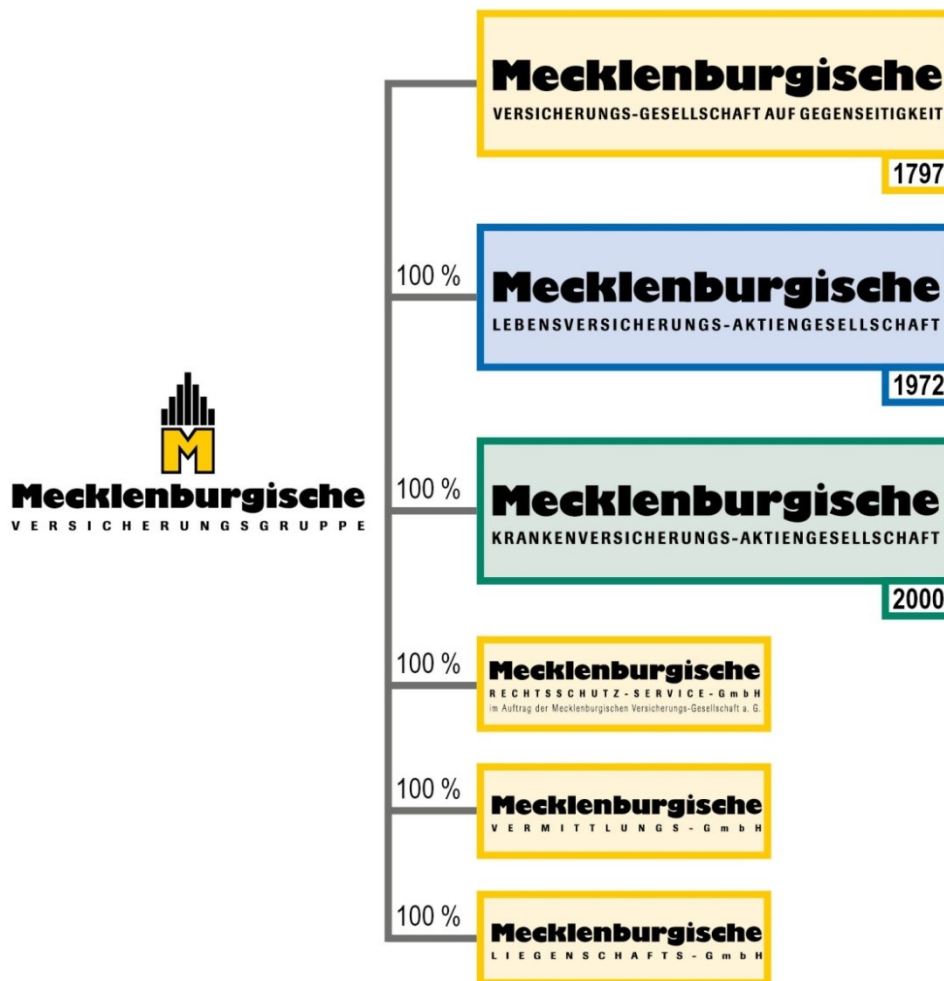 Mecklenburgische
VERSICHERUNGS-GESELLSCHAFT AUF GEGENSEITIGKEIT
1797
100 %
Mecklenburgische
LEBENSVERSICHERUNGS-AKTIENGESELLSCHAFT
1972
M
Mecklenburgische
VERSICHERUNGSGRUPPE
100 %
Mecklenburgische
KRANKENVERSICHERUNGS-AKTIENGESELLSCHAFT
2000
100 %
Mecklenburgische
RECHTSSCHUTZ-SERVICE-GmbH
im Auftrag der Mecklenburgischen Versicherungs-Gesellschaft a. G.
100 %
Mecklenburgische
VERMITTLUNGS-GmbH
100 %
Mecklenburgische
LIEGENSCHAFTS-GmbH